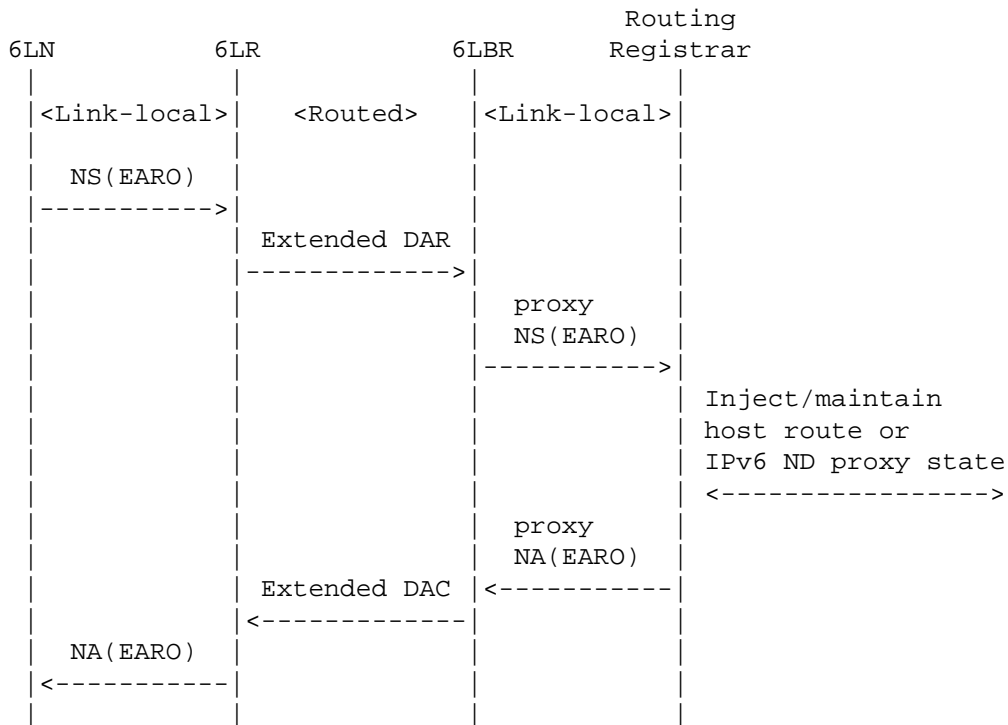 Routing
6LN 6LR 6LBR Registrar
<Link-local> <Routed> <Link-local>
NS(EARO)
Extended DAR
proxy
NS(EARO)
Inject/maintain
host route or
IPv6 ND proxy state
proxy
NA(EARO)
Extended DAC
NA(EARO)